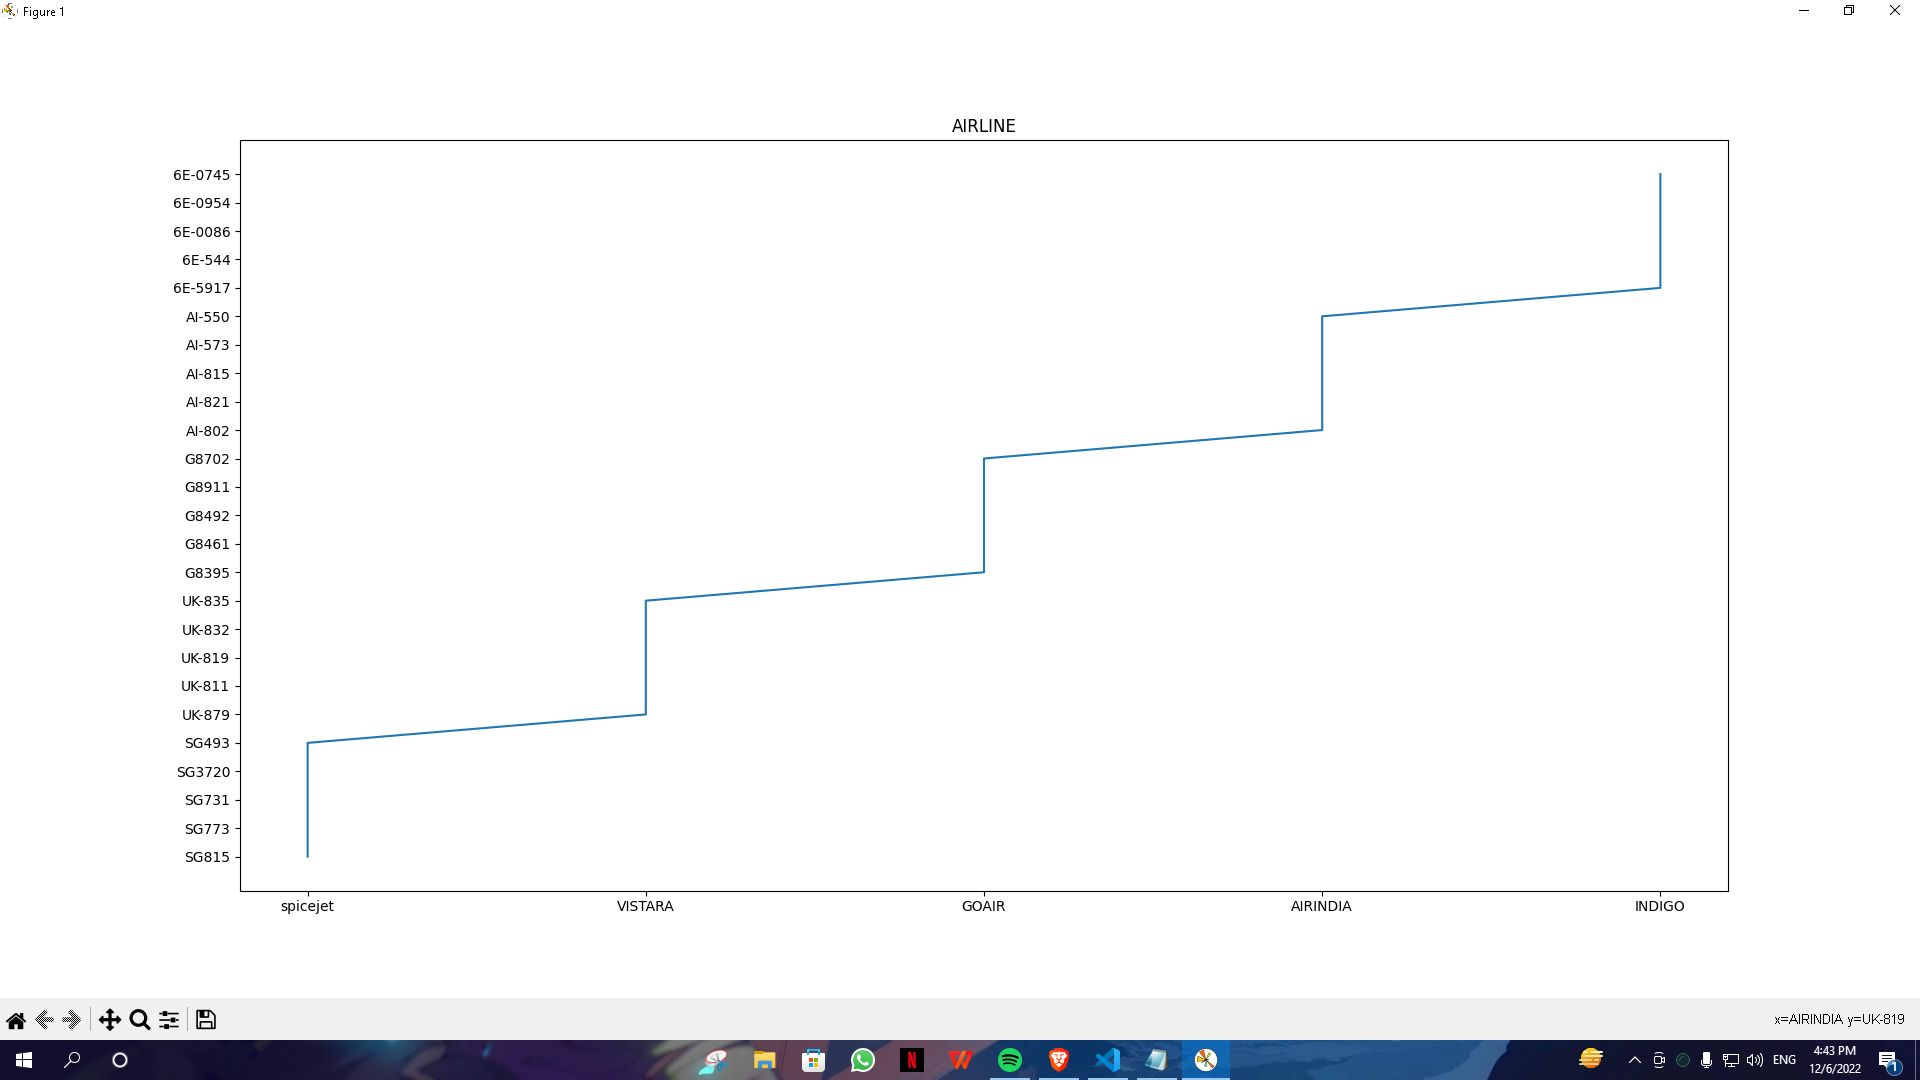 Figure 1
AIRLINE
6E-0745
6E-0954
6E-0086
6E-544
6E-5917
AI-550
AI-573
AI-815
AI-821
AI-802
G8702
G8911
G8492
G8461
G8395
UK-835
UK-832
UK-819
UK-811
UK-879
SG493
SG3720
SG731
SG773
SG815
spicejet VISTARA GOAIR AIRINDIA INDIGO
x=AIRINDIA y=UK-819
N W ENG 4:43 PM
12/6/2022
1